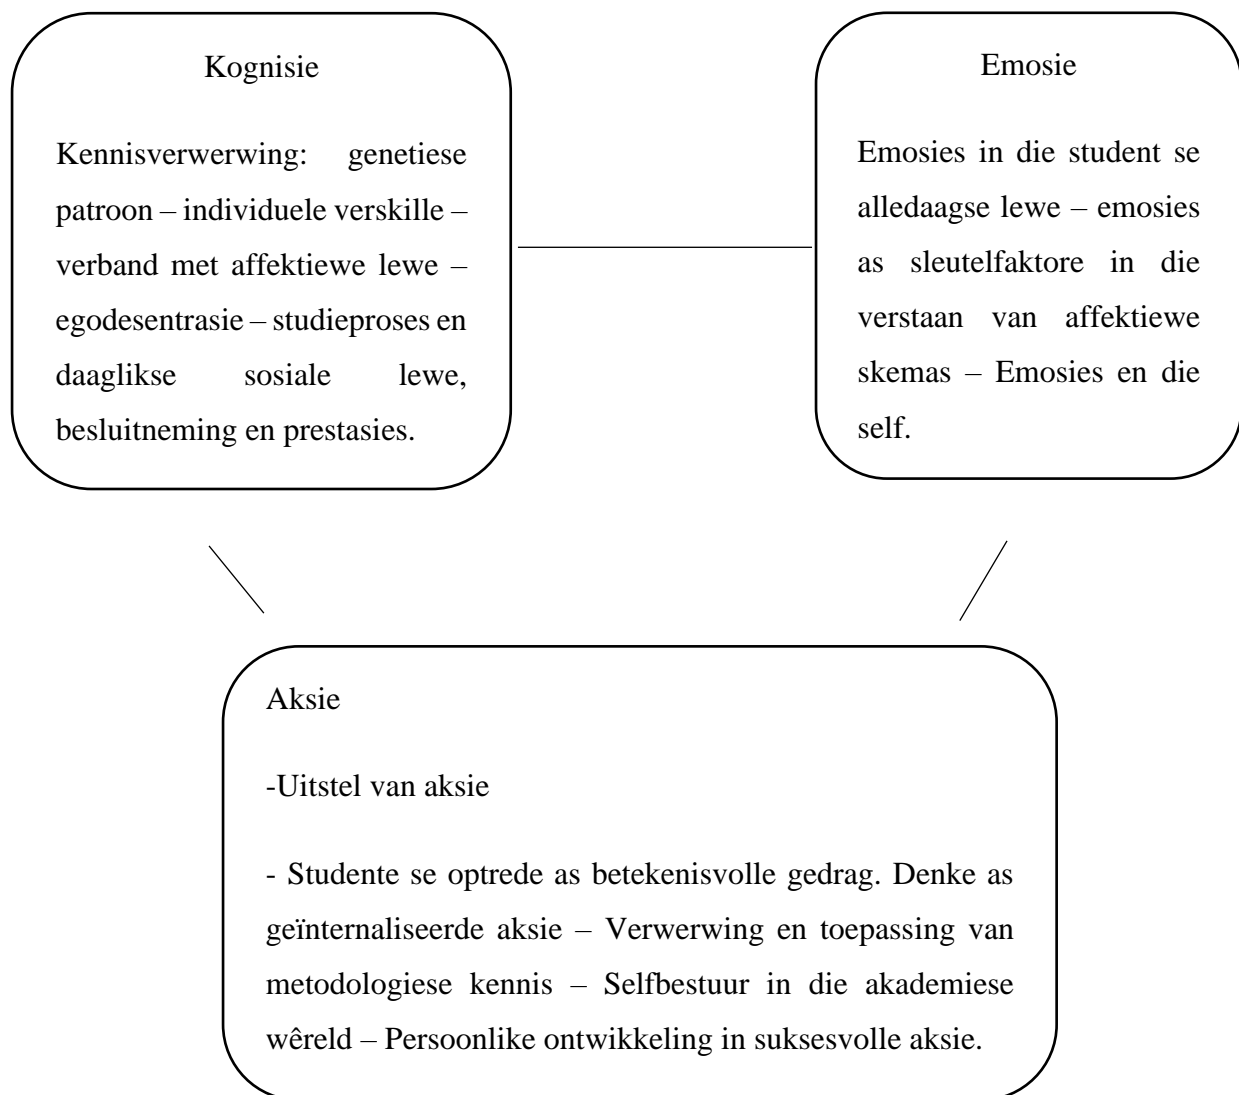 Kognisie
Kennisverwerwing: genetiese
patroon – individuele verskille –
verband met affektiewe lewe –
egodesentrasie – studieproses en
daaglikse sosiale lewe,
besluitneming en prestasies.
Emosie
Emosies in die student se
alledaagse lewe – emosies
as sleutelfaktore in die
verstaan van affektiewe
skemas – Emosies en die
self.
Aksie
-Uitstel van aksie
- Studente se optrede as betekenisvolle gedrag. Denke as
geïnternaliseerde aksie – Verwerwing en toepassing van
metodologiese kennis – Selfbestuur in die akademiese
wêreld – Persoonlike ontwikkeling in suksesvolle aksie.